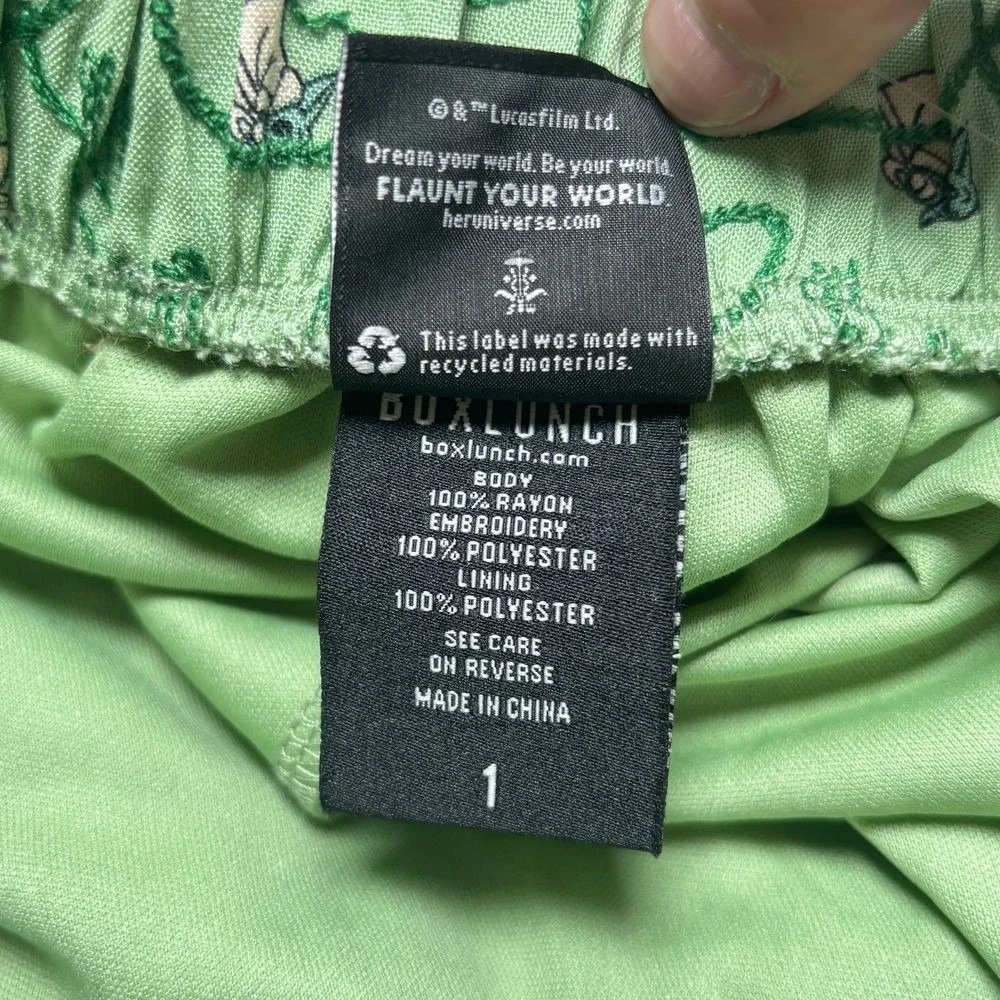 ©&™ Lucasfilm Ltd.
Dream your world. Be your world.
FLAUNT YOUR WORLD.
heruniverse.com
This label was made with
recycled materials.
BOXLUNCH
boxlunch.com
BODY
100% RAYON
EMBROIDERY
100% POLYESTER
LINING
100% POLYESTER
SEE CARE
ON REVERSE
MADE IN CHINA
1